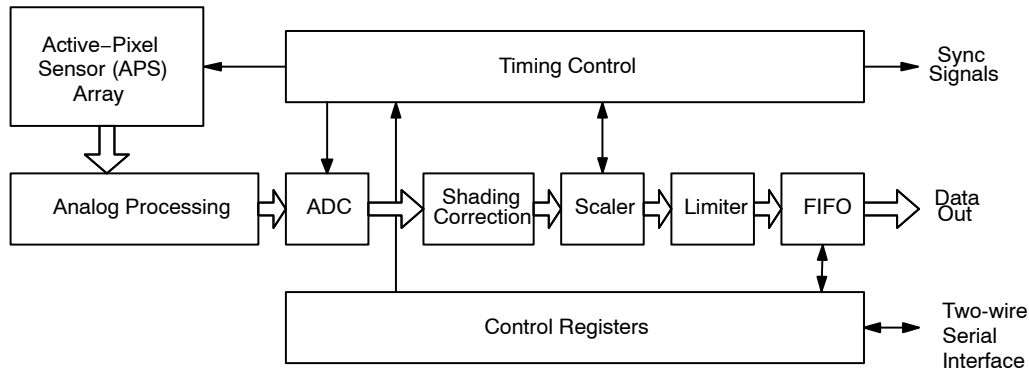 Active–Pixel
Sensor (APS)
Array
Timing Control
Sync
Signals
Analog Processing
ADC
Shading
Correction
Scaler
Limiter
FIFO
Data
Out
Control Registers
Two-wire
Serial
Interface